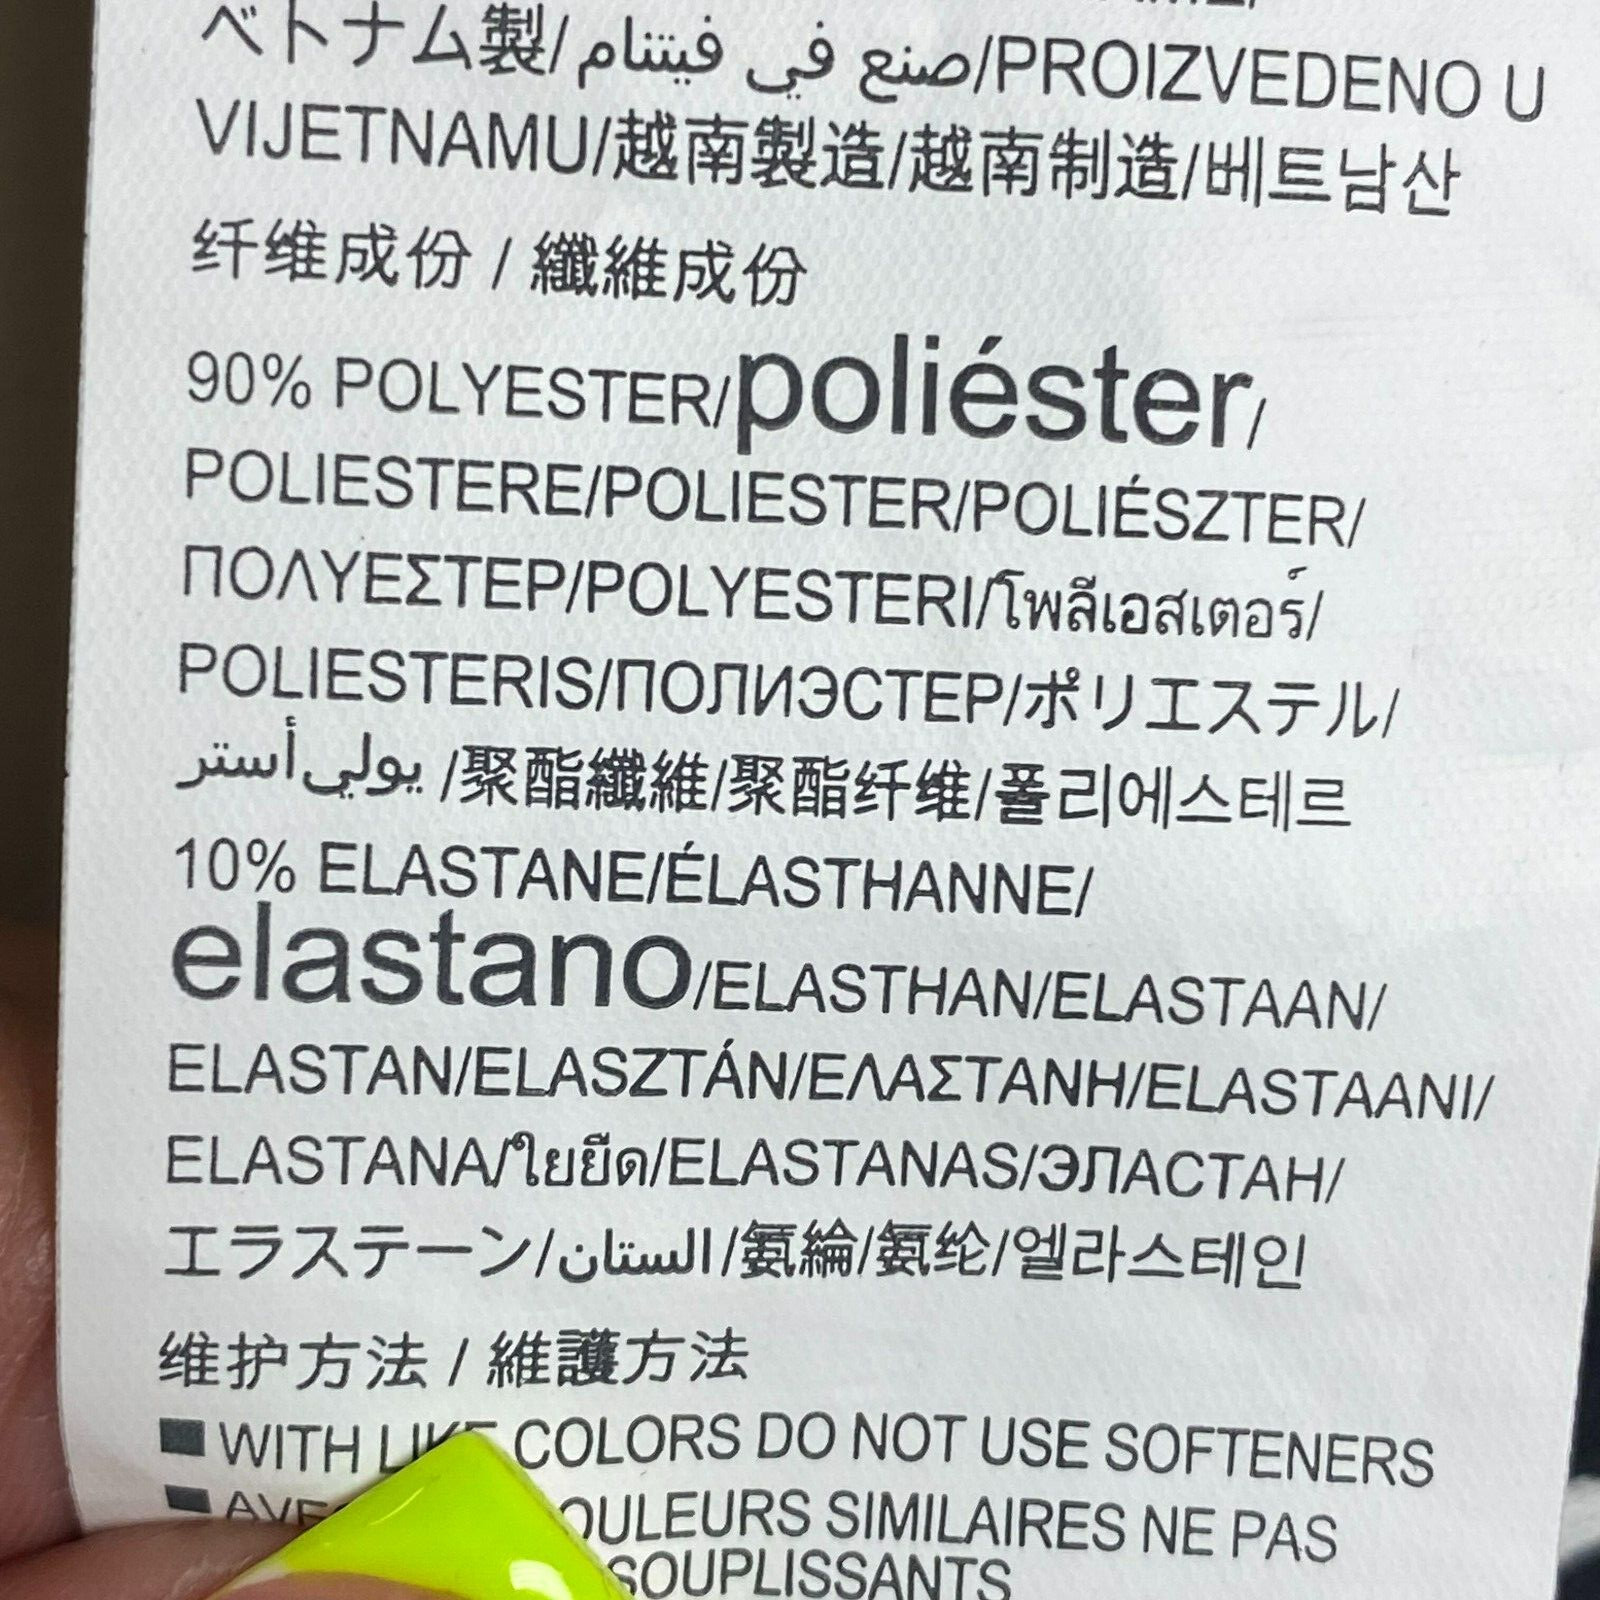 ベトナム製/صنع في فيتنام/PROIZVEDENO U
VIJETNAMU/越南製造/越南制造/베트남산
纤维成份 / 纖維成份
90% POLYESTER/poliéster/
POLIESTERE/POLIESTER/POLIÉSZTER/
ΠΟΛΥΕΣΤΕΡ/POLYESTERI/โพลีเอสเตอร์/
POLIESTERIS/ПОЛИЭСТЕР/ポリエステル/
يولي أستر/聚酯纖維/聚酯纤维/폴리에스테르
10% ELASTANE/ÉLASTHANNE/
elastano/ELASTHAN/ELASTAAN/
ELASTAN/ELASZTÁN/ΕΛΑΣΤΑΝΗ/ELASTAANI/
ELASTANA/ใยยืด/ELASTANAS/ЭЛАСТАН/
エラステーン/الستان/氨綸/氨纶/엘라스테인
维护方法 / 維護方法
■ WITH LIKE COLORS DO NOT USE SOFTENERS
■ SIMILAIRES NE PAS